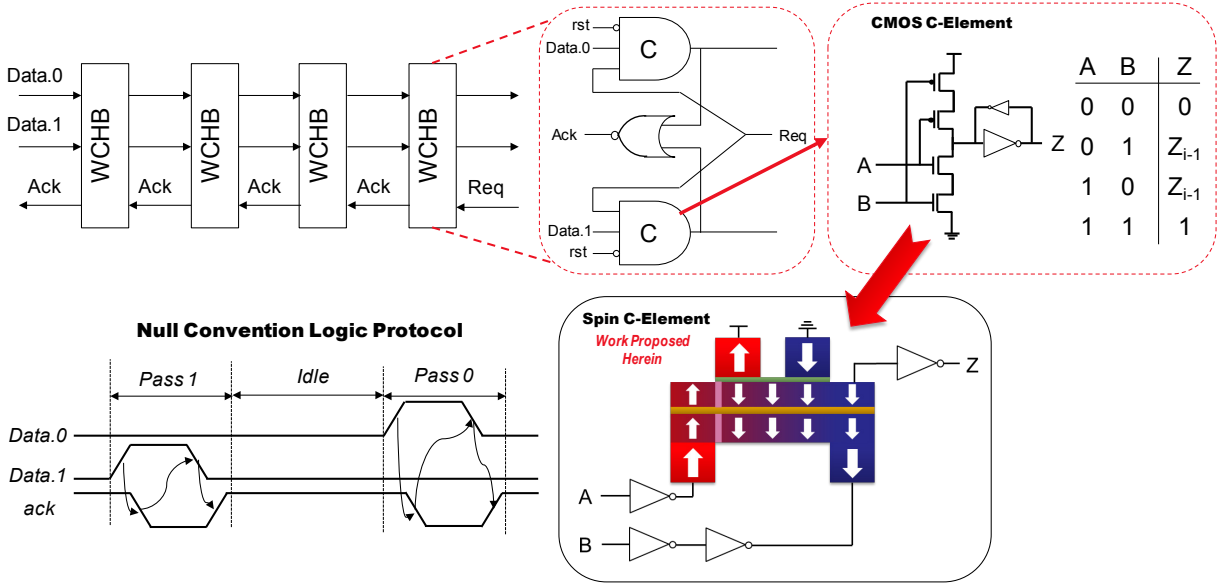 Data.0
Data.1
WCHB
WCHB
WCHB
WCHB
Ack
Ack
Ack
Ack
Req
rst
Data.0
C
Ack
Req
C
Data.1
rst
CMOS C-Element
A
B
Z
A B Z
0 0 0
0 1 Zi-1
1 0 Zi-1
1 1 1
Null Convention Logic Protocol
Pass 1
Idle
Pass 0
Data.0
Data.1
ack
Spin C-Element
Work Proposed
Herein
Z
A
B